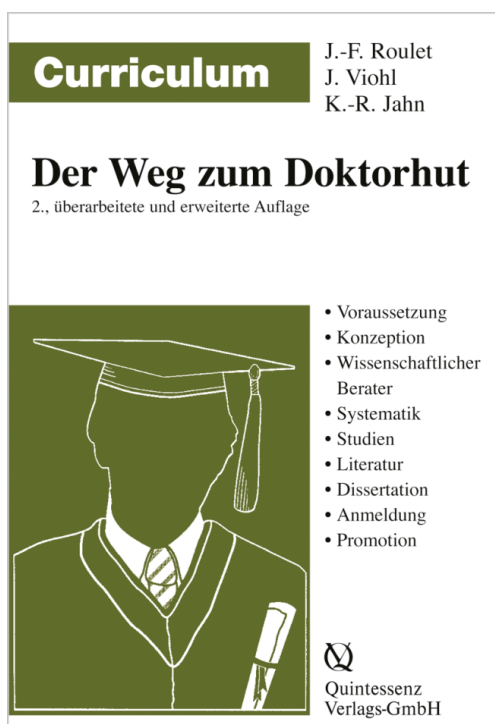 Curriculum
J.-F. Roulet
J. Viohl
K.-R. Jahn
Der Weg zum Doktorhut
2., überarbeitete und erweiterte Auflage
• Voraussetzung
• Konzeption
• Wissenschaftlicher
Berater
• Systematik
• Studien
• Literatur
• Dissertation
• Anmeldung
• Promotion
Quintessenz
Verlags-GmbH